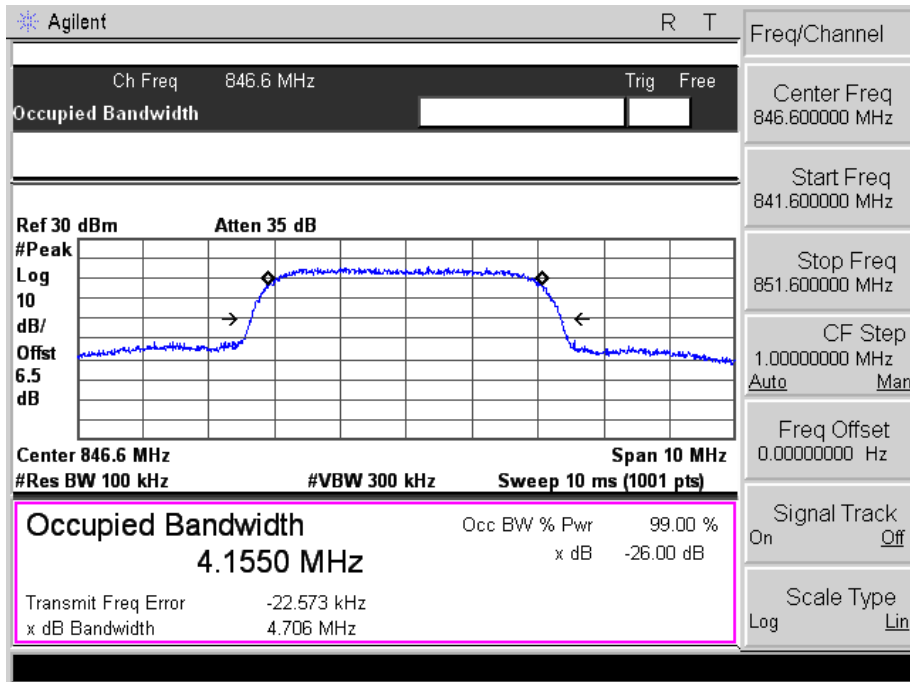 Agilent R T
Freq/Channel
Ch Freq 846.6 MHz Trig Free
Occupied Bandwidth
Center Freq
846.600000 MHz
Start Freq
841.600000 MHz
Ref 30 dBm Atten 35 dB
#Peak
Log
10
dB/
Offst
6.5
dB
Stop Freq
851.600000 MHz
CF Step
1.00000000 MHz
Auto Man
Center 846.6 MHz Span 10 MHz
#Res BW 100 kHz #VBW 300 kHz Sweep 10 ms (1001 pts)
Freq Offset
0.00000000 Hz
Occupied Bandwidth Occ BW % Pwr 99.00 %
4.1550 MHz x dB -26.00 dB
Transmit Freq Error -22.573 kHz
x dB Bandwidth 4.706 MHz
Signal Track
On Off
Scale Type
Log Lin